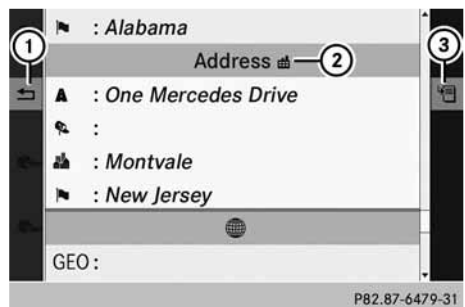 : Alabama
Address
A : One Mercedes Drive
:
: Montvale
: New Jersey
GEO:
1
2
3
P82.87-6479-31